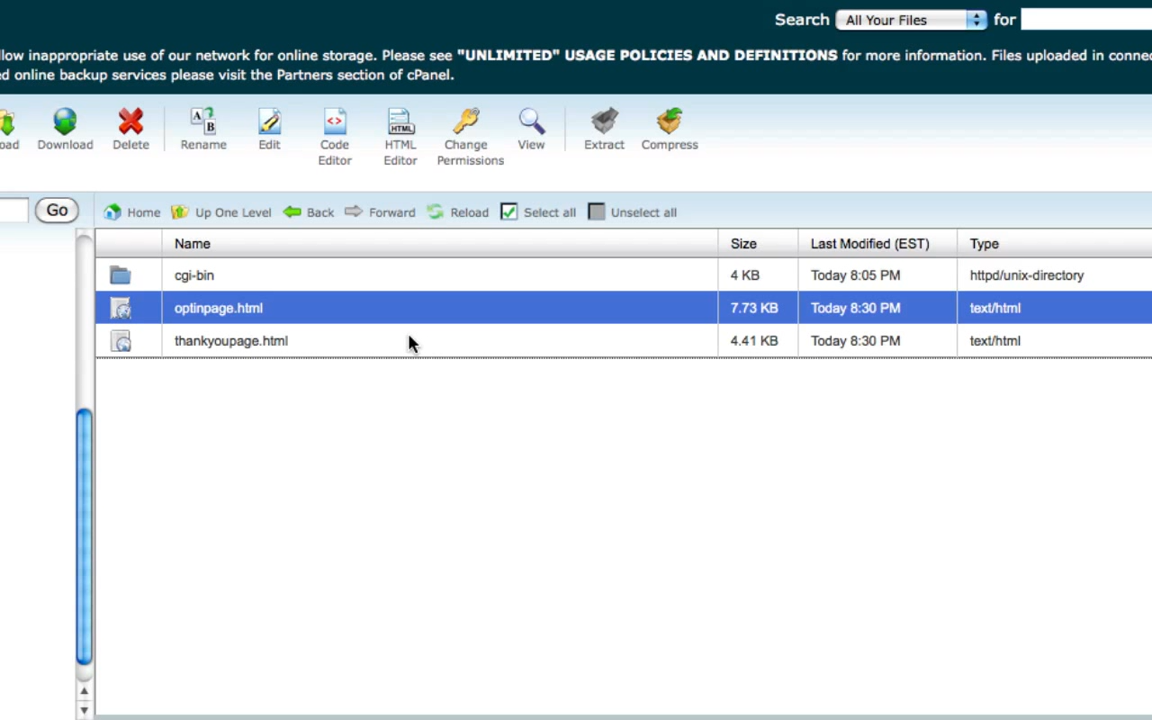 Search All Your Files for
llow inappropriate use of our network for online storage. Please see "UNLIMITED" USAGE POLICIES AND DEFINITIONS for more information. Files uploaded in connec
ed online backup services please visit the Partners section of cPanel.
oad Download Delete Rename Edit Code Editor HTML Editor Change Permissions View Extract Compress
Go Home Up One Level Back Forward Reload Select all Unselect all
Name Size Last Modified (EST) Type
cgi-bin 4 KB Today 8:05 PM httpd/unix-directory
optinpage.html 7.73 KB Today 8:30 PM text/html
thankyoupage.html 4.41 KB Today 8:30 PM text/html